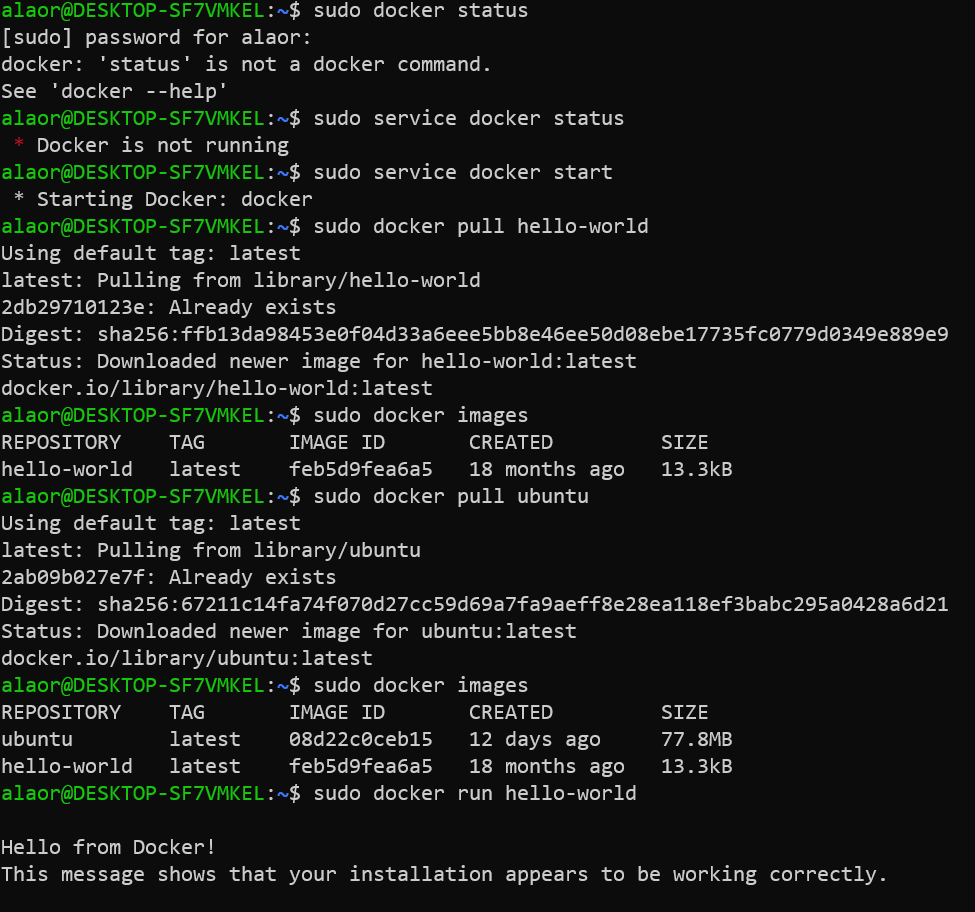 alaor@DESKTOP-SF7VMKEL:~$ sudo docker status
[sudo] password for alaor:
docker: 'status' is not a docker command.
See 'docker --help'
alaor@DESKTOP-SF7VMKEL:~$ sudo service docker status
 * Docker is not running
alaor@DESKTOP-SF7VMKEL:~$ sudo service docker start
 * Starting Docker: docker
alaor@DESKTOP-SF7VMKEL:~$ sudo docker pull hello-world
Using default tag: latest
latest: Pulling from library/hello-world
2db29710123e: Already exists
Digest: sha256:ffb13da98453e0f04d33a6eee5bb8e46ee50d08ebe17735fc0779d0349e889e9
Status: Downloaded newer image for hello-world:latest
docker.io/library/hello-world:latest
alaor@DESKTOP-SF7VMKEL:~$ sudo docker images
REPOSITORY    TAG       IMAGE ID       CREATED         SIZE
hello-world   latest    feb5d9fea6a5   18 months ago   13.3kB
alaor@DESKTOP-SF7VMKEL:~$ sudo docker pull ubuntu
Using default tag: latest
latest: Pulling from library/ubuntu
2ab09b027e7f: Already exists
Digest: sha256:67211c14fa74f070d27cc59d69a7fa9aeff8e28ea118ef3babc295a0428a6d21
Status: Downloaded newer image for ubuntu:latest
docker.io/library/ubuntu:latest
alaor@DESKTOP-SF7VMKEL:~$ sudo docker images
REPOSITORY    TAG       IMAGE ID       CREATED         SIZE
ubuntu        latest    08d22c0ceb15   12 days ago     77.8MB
hello-world   latest    feb5d9fea6a5   18 months ago   13.3kB
alaor@DESKTOP-SF7VMKEL:~$ sudo docker run hello-world

Hello from Docker!
This message shows that your installation appears to be working correctly.